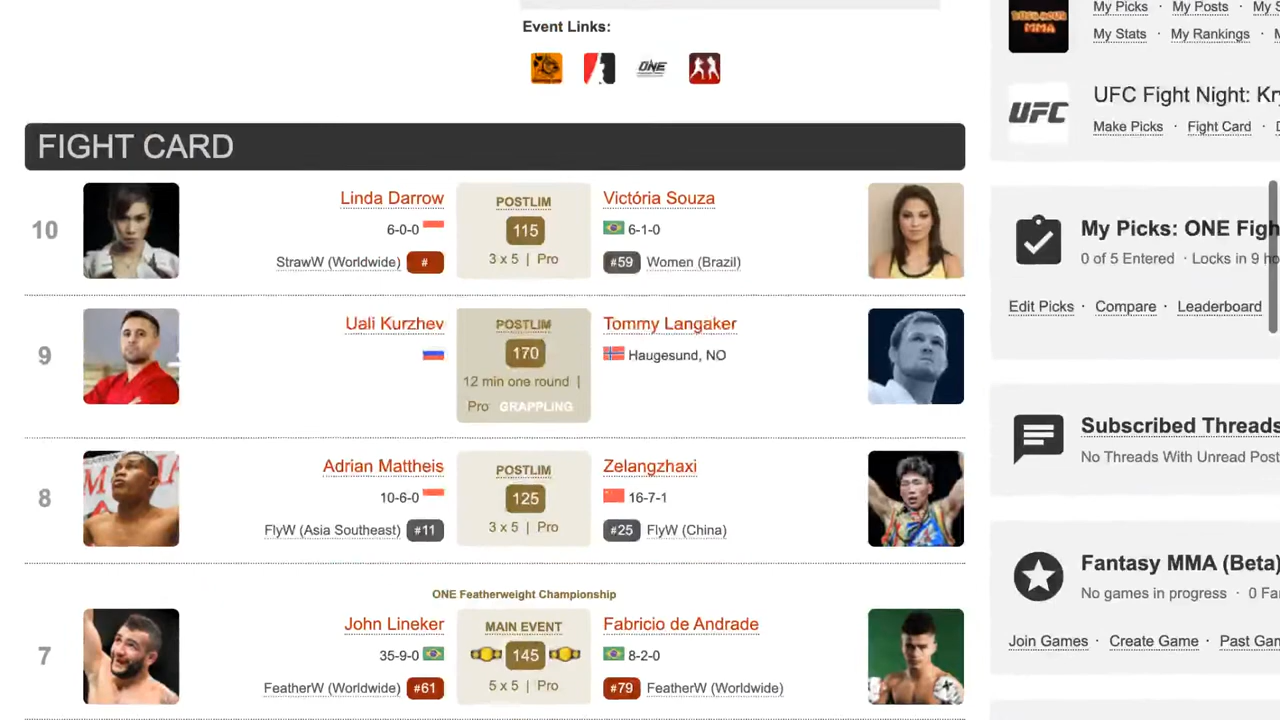 Event Links:
ONE
FIGHT CARD
10
Linda Darrow
6-0-0
StrawW (Worldwide) #
POSTLIM
115
3 x 5 | Pro
Victória Souza
6-1-0
#59 Women (Brazil)
9
Uali Kurzhev
POSTLIM
170
12 min one round |
Pro GRAPPLING
Tommy Langaker
Haugesund, NO
8
Adrian Mattheis
10-6-0
FlyW (Asia Southeast) #11
POSTLIM
125
3 x 5 | Pro
Zelangzhaxi
16-7-1
#25 FlyW (China)
ONE Featherweight Championship
7
John Lineker
35-9-0
FeatherW (Worldwide) #61
MAIN EVENT
145
5 x 5 | Pro
Fabricio de Andrade
8-2-0
#79 FeatherW (Worldwide)
My Picks · My Posts · My S
My Stats · My Rankings ·
MMA
UFC
UFC Fight Night: Kry
Make Picks · Fight Card ·
My Picks: ONE Figh
0 of 5 Entered · Locks in 9 ho
Edit Picks · Compare · Leaderboard
Subscribed Threads
No Threads With Unread Post
Fantasy MMA (Beta)
No games in progress · 0 Fan
Join Games · Create Game · Past Gam